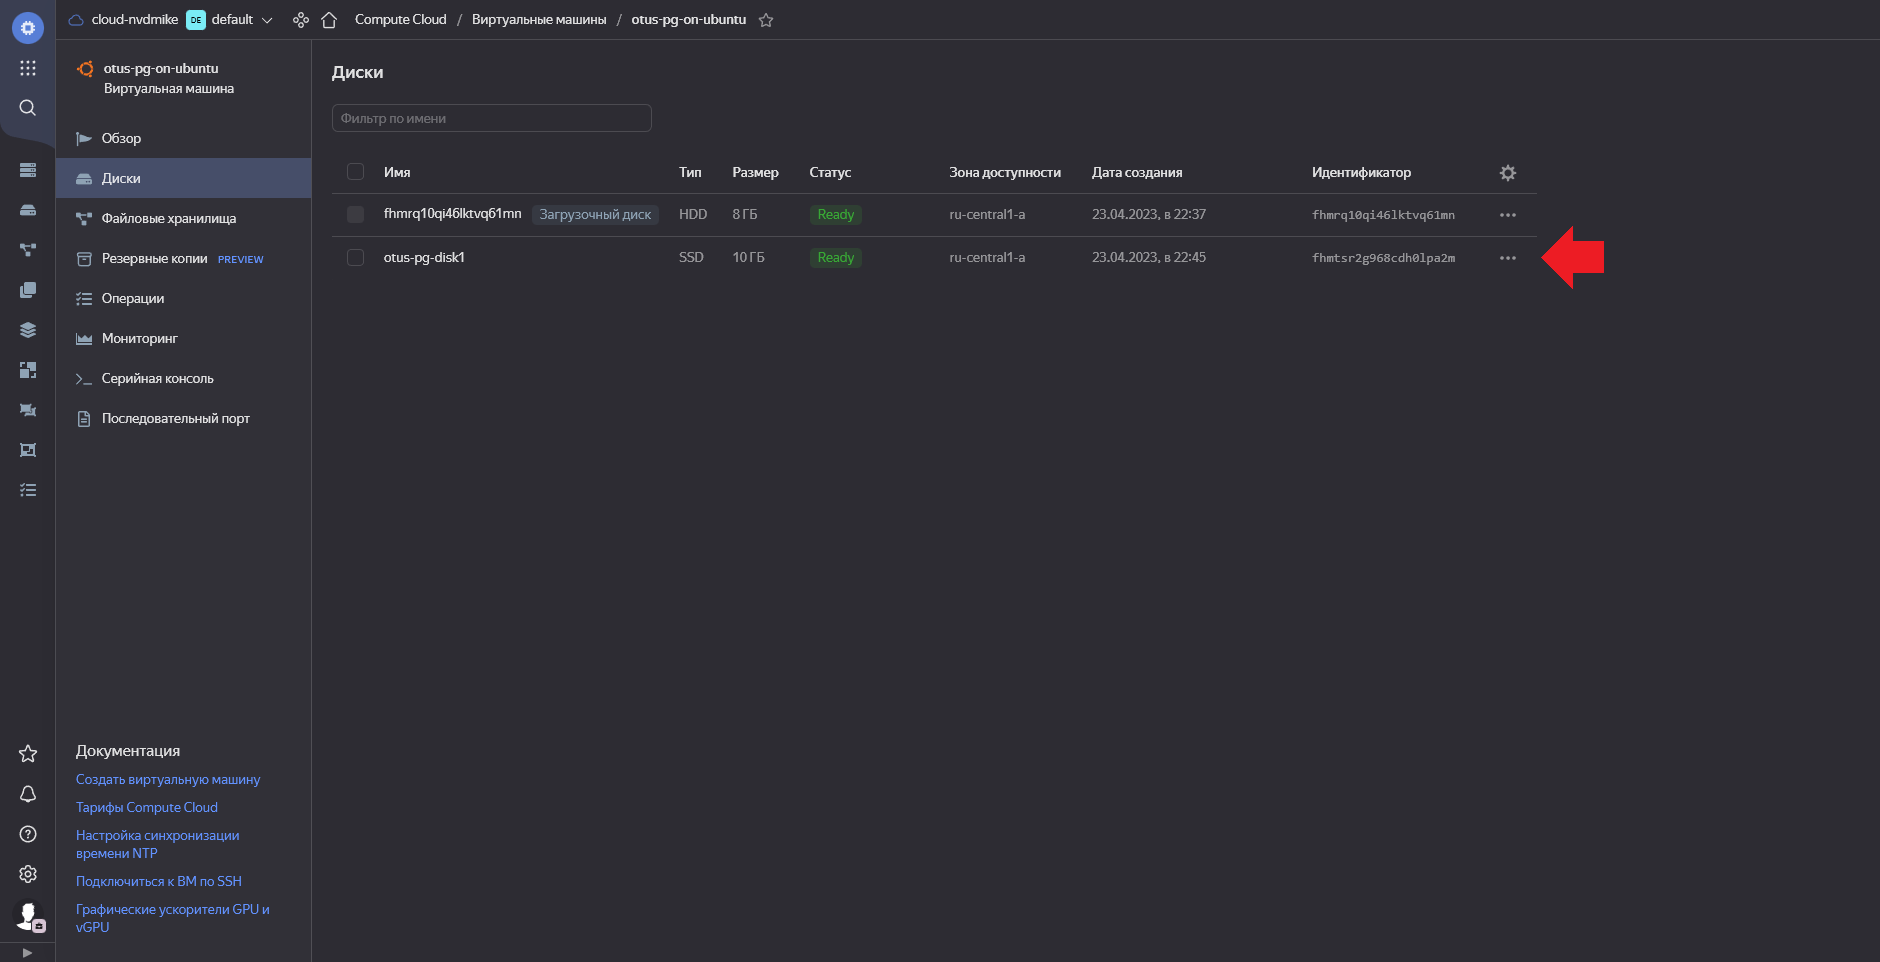 cloud-nvdmike DE default Compute Cloud / Виртуальные машины / otus-pg-on-ubuntu
otus-pg-on-ubuntu
Виртуальная машина
Обзор
Диски
Файловые хранилища
Резервные копии PREVIEW
Операции
Мониторинг
Серийная консоль
Последовательный порт
Документация
Создать виртуальную машину
Тарифы Compute Cloud
Настройка синхронизации
времени NTP
Подключиться к ВМ по SSH
Графические ускорители GPU и
vGPU
Диски
Фильтр по имени
Имя Тип Размер Статус Зона доступности Дата создания Идентификатор
fhmrq10qi46lktvq61mn Загрузочный диск HDD 8 ГБ Ready ru-central1-a 23.04.2023, в 22:37 fhmrq10qi46lktvq61mn
otus-pg-disk1 SSD 10 ГБ Ready ru-central1-a 23.04.2023, в 22:45 fhmtsr2g968cdh0lpa2m